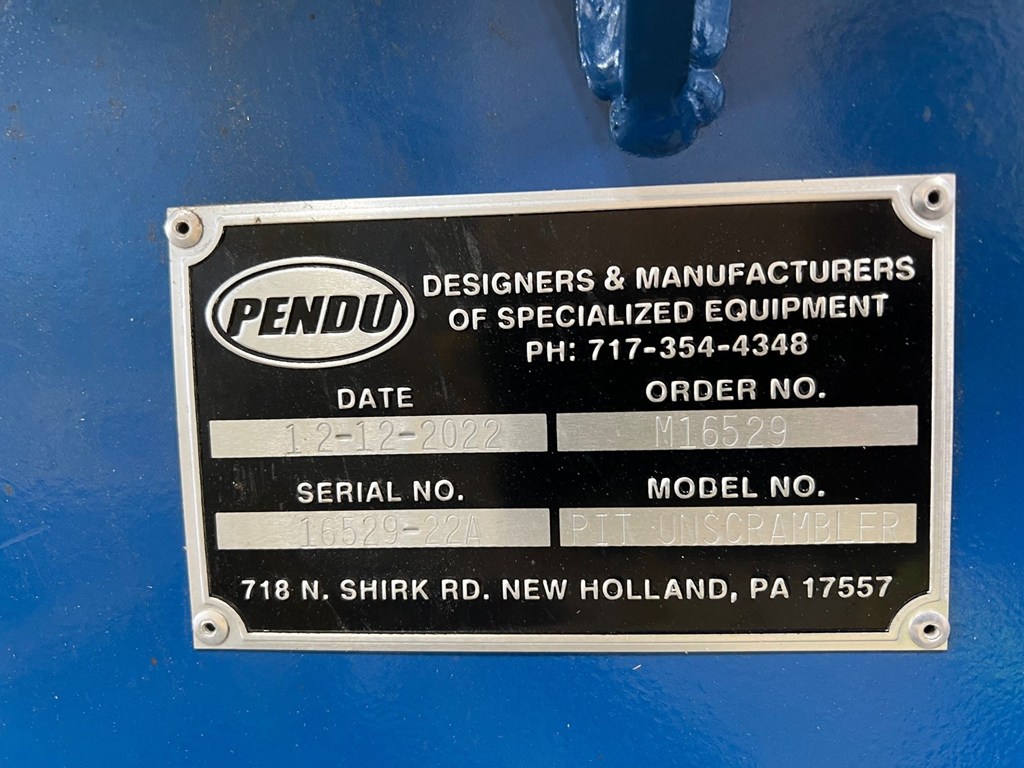 PENDU
DESIGNERS & MANUFACTURERS
OF SPECIALIZED EQUIPMENT
PH: 717-354-4348
DATE
ORDER NO.
12-12-2022
M16529
SERIAL NO.
MODEL NO.
16529-22A
PIT UNSCRAMBLER
718 N. SHIRK RD. NEW HOLLAND, PA 17557